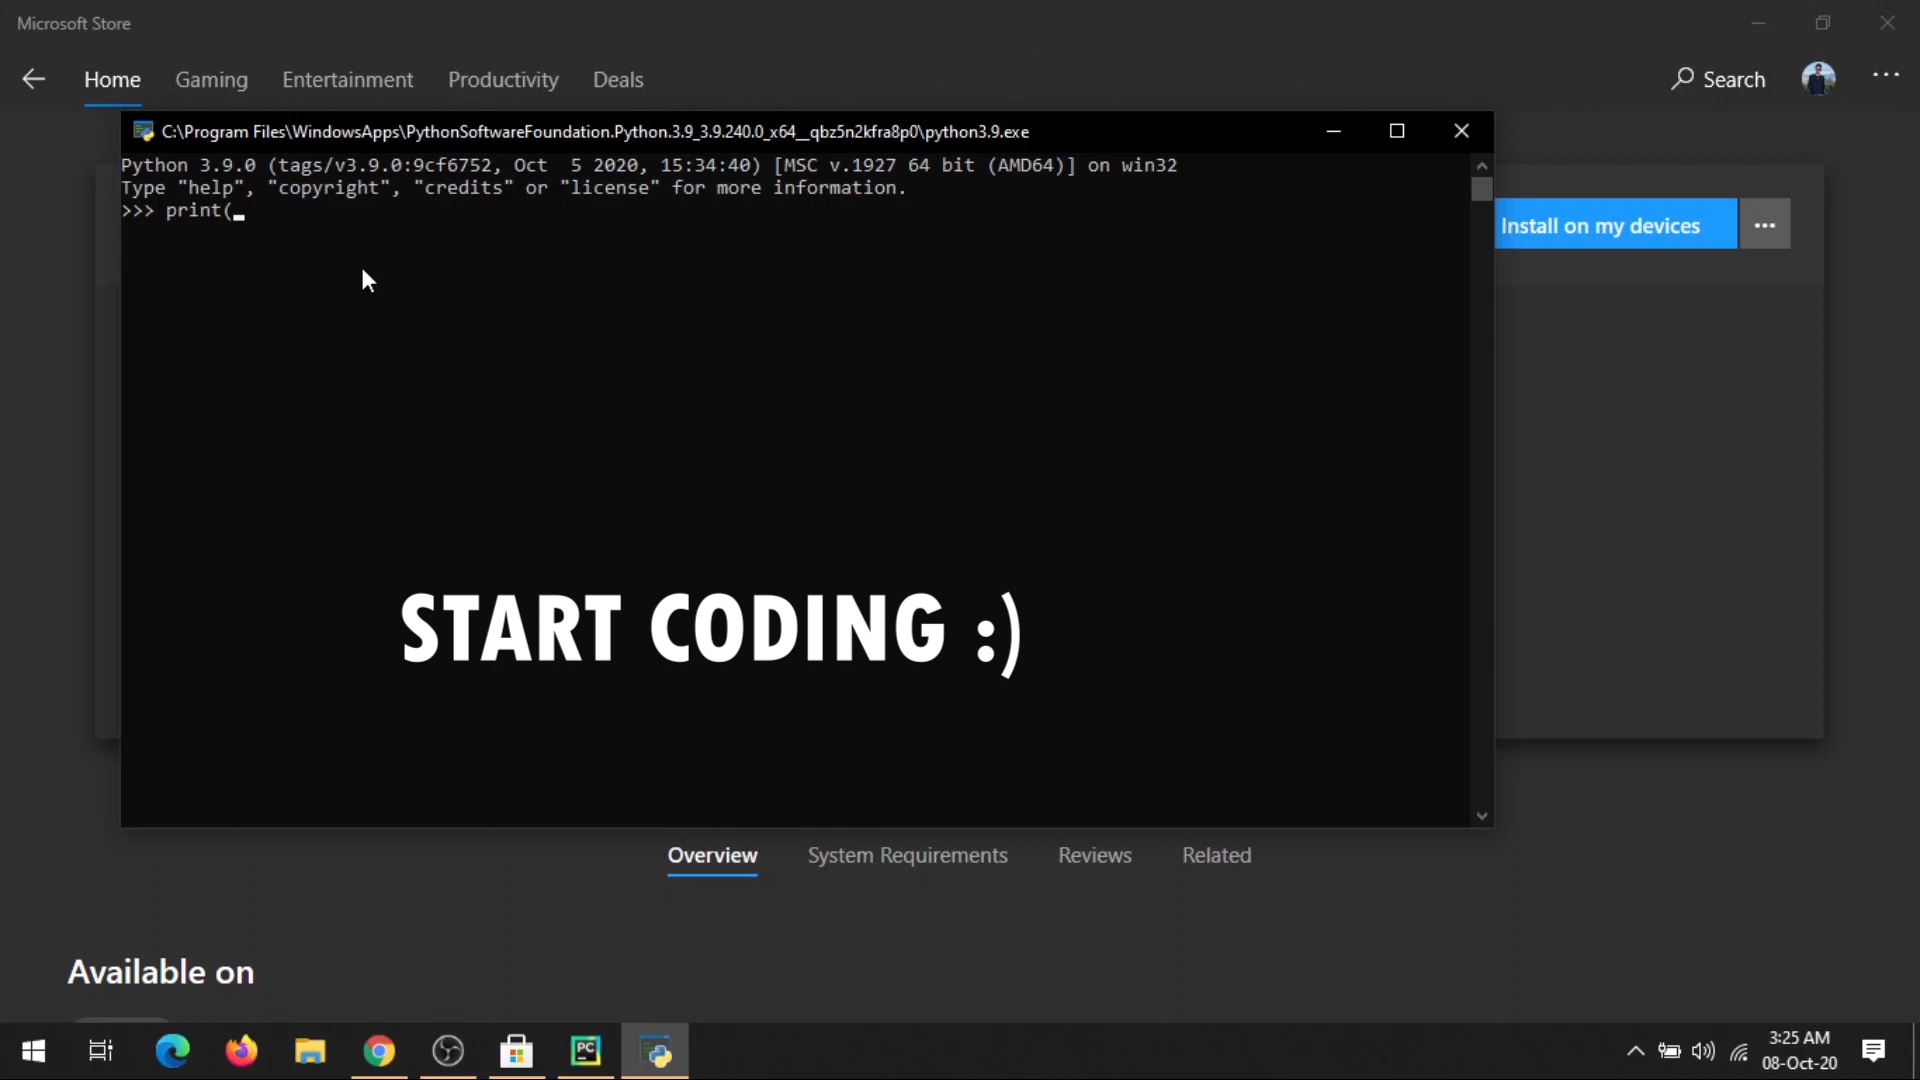 Microsoft Store
Home Gaming Entertainment Productivity Deals Search
C:\Program Files\WindowsApps\PythonSoftwareFoundation.Python.3.9_3.9.240.0_x64__qbz5n2kfra8p0\python3.9.exe
Python 3.9.0 (tags/v3.9.0:9cf6752, Oct  5 2020, 15:34:40) [MSC v.1927 64 bit (AMD64)] on win32
Type "help", "copyright", "credits" or "license" for more information.
>>> print(_
Install on my devices
START CODING :)
Overview System Requirements Reviews Related
Available on
PC
3:25 AM
08-Oct-20